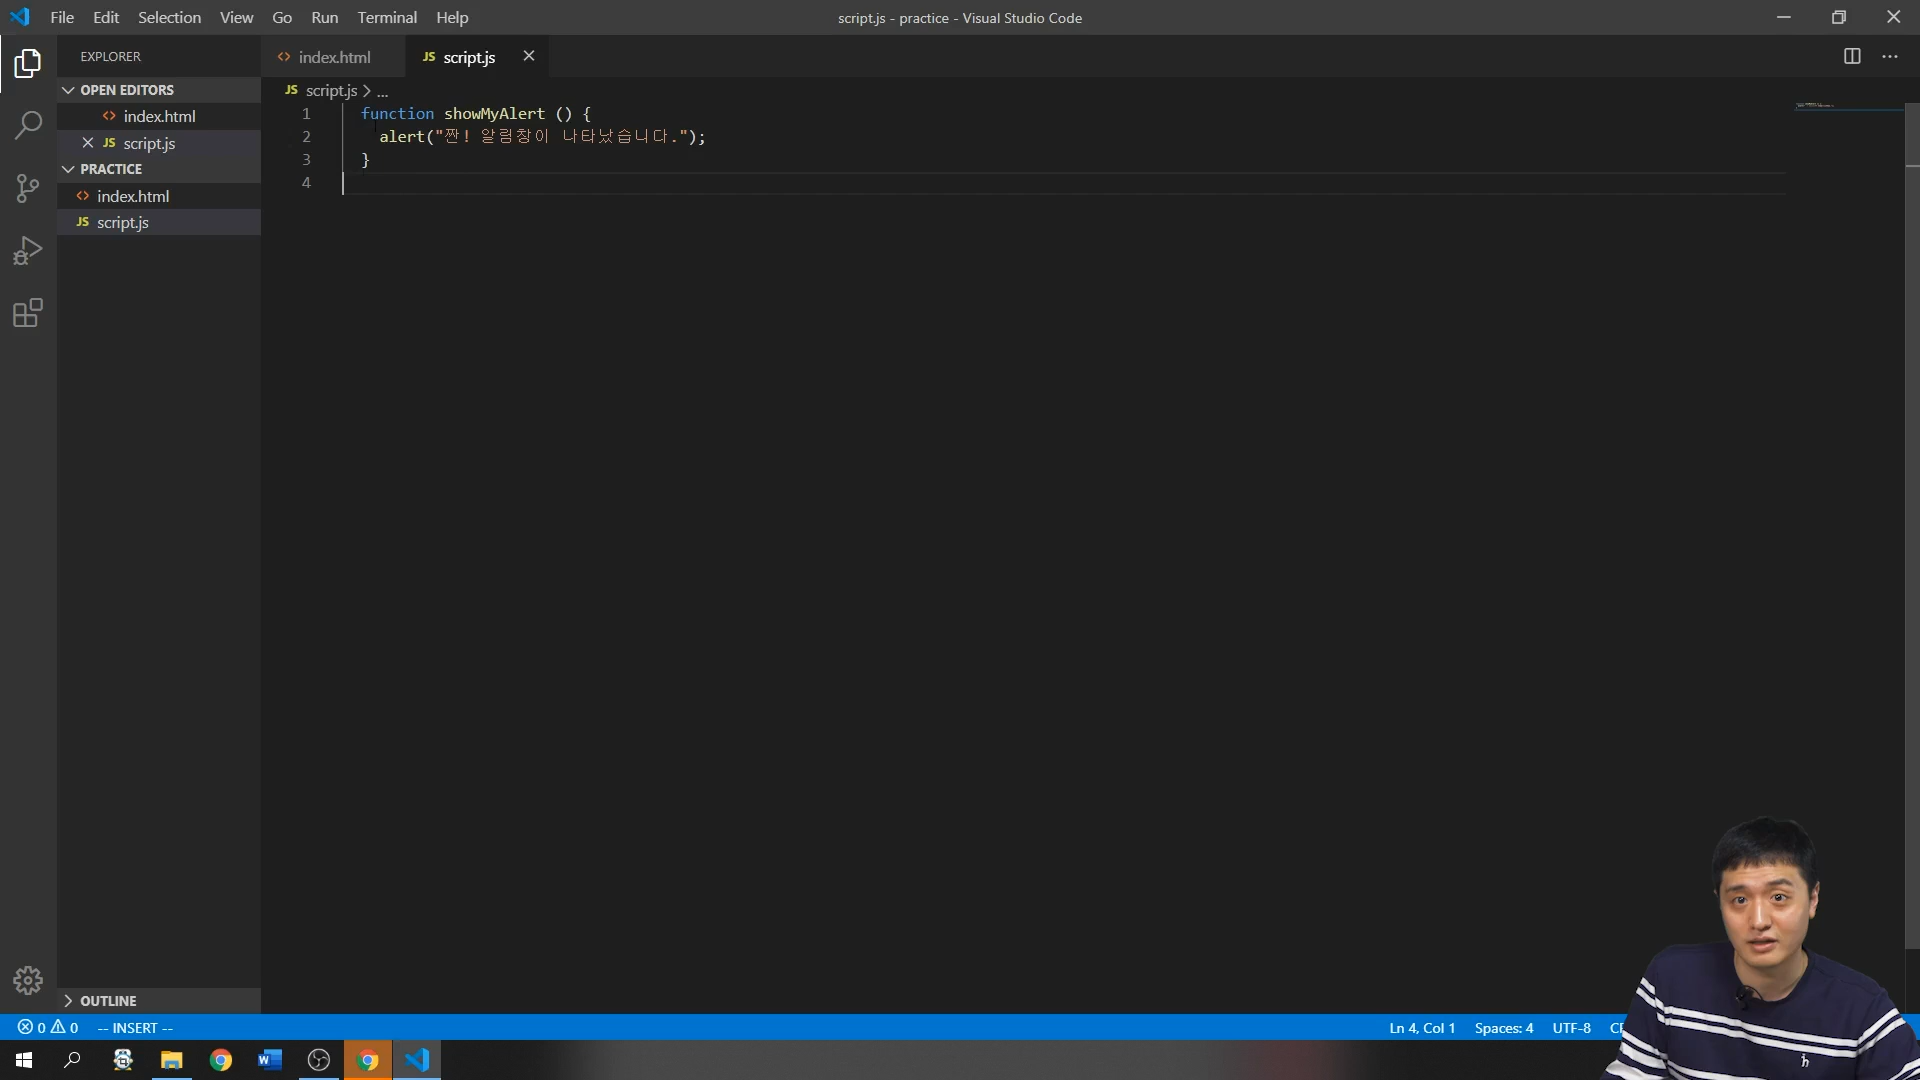 File Edit Selection View Go Run Terminal Help
script.js - practice - Visual Studio Code
EXPLORER
index.html
JS script.js
OPEN EDITORS
index.html
JS script.js
PRACTICE
index.html
JS script.js
OUTLINE
JS script.js > ...
1 function showMyAlert () {
2 alert("짠! 알림창이 나타났습니다.");
3 }
4
0 0 -- INSERT --
Ln 4, Col 1 Spaces: 4 UTF-8
W
h